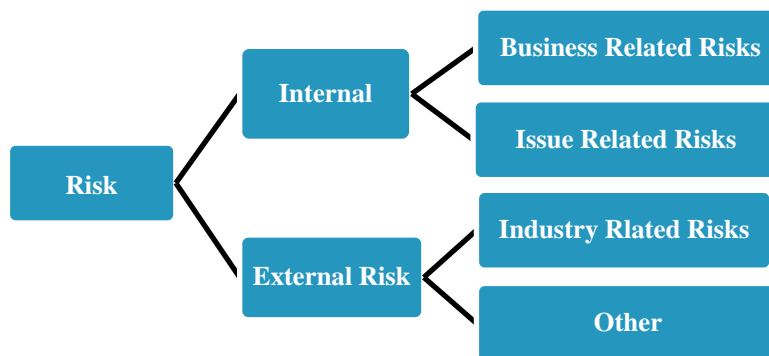 Risk
Internal
Business Related Risks
Issue Related Risks
External Risk
Industry Rlated Risks
Other